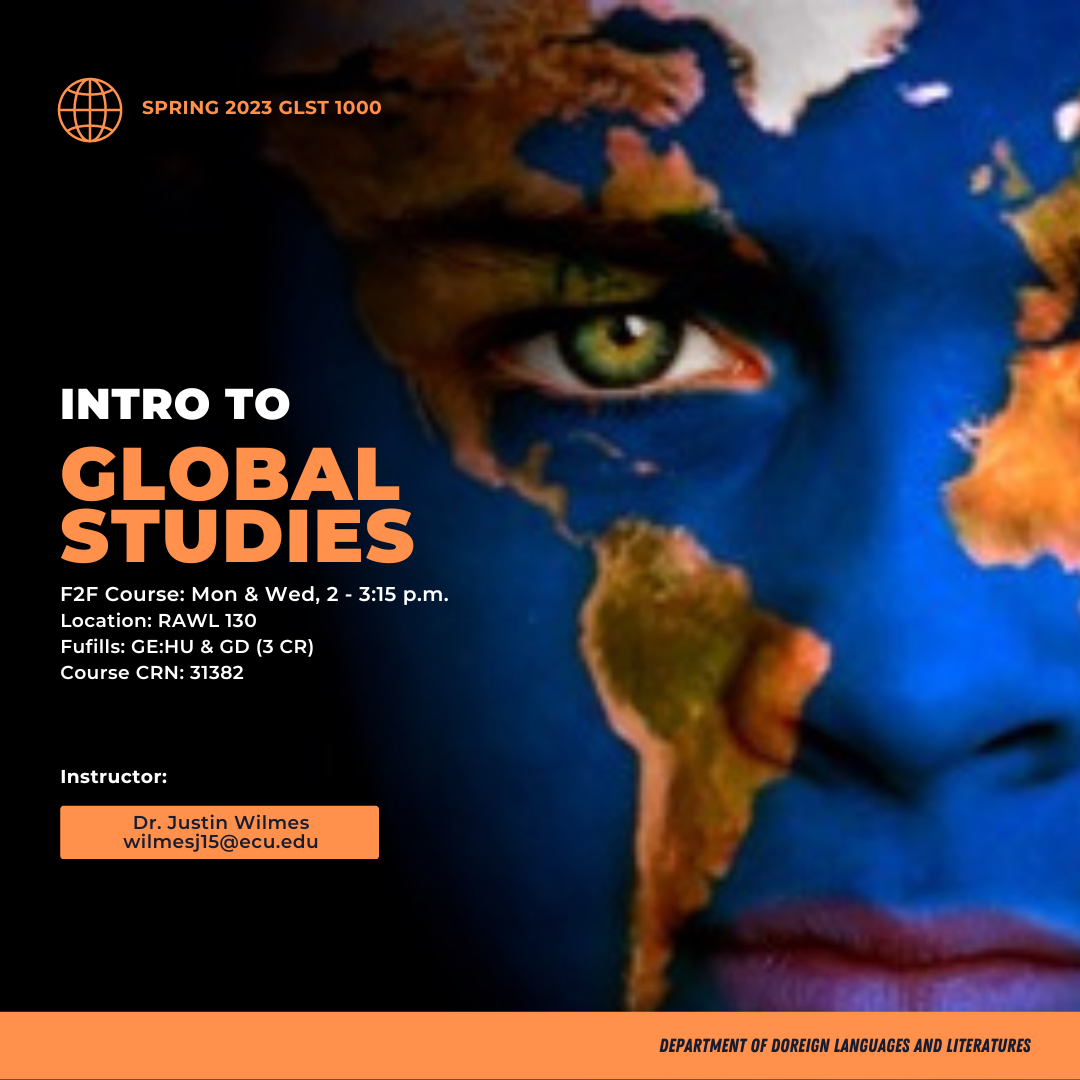 SPRING 2023 GLST 1000
INTRO TO
GLOBAL
STUDIES
F2F Course: Mon & Wed, 2 - 3:15 p.m.
Location: RAWL 130
Fufills: GE:HU & GD (3 CR)
Course CRN: 31382
Instructor:
Dr. Justin Wilmes
wilmesj15@ecu.edu
DEPARTMENT OF DOREIGN LANGUAGES AND LITERATURES